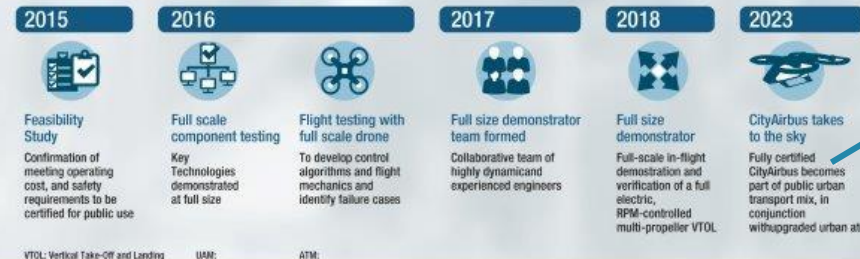 2015
2016
2017
2018
2023
Feasibility
Study
Confirmation of
meeting operating
cost, and safety
requirements to be
certified for public use
Full scale
component testing
Key
Technologies
demonstrated
at full size
Flight testing with
full scale drone
To develop control
algorithms and flight
mechanics and
identify failure cases
Full size demonstrator
team formed
Collaborative team of
highly dynamicand
experienced engineers
Full size
demonstrator
Full-scale in-flight
demostration and
verification of a full
electric,
RPM-controlled
multi-propeller VTOL
CityAirbus takes
to the sky
Fully certified
CityAirbus becomes
part of public urban
transport mix, in
conjunction
withupgraded urban at
VTOL: Vertical Take-Off and Landing
UAM:
ATM: